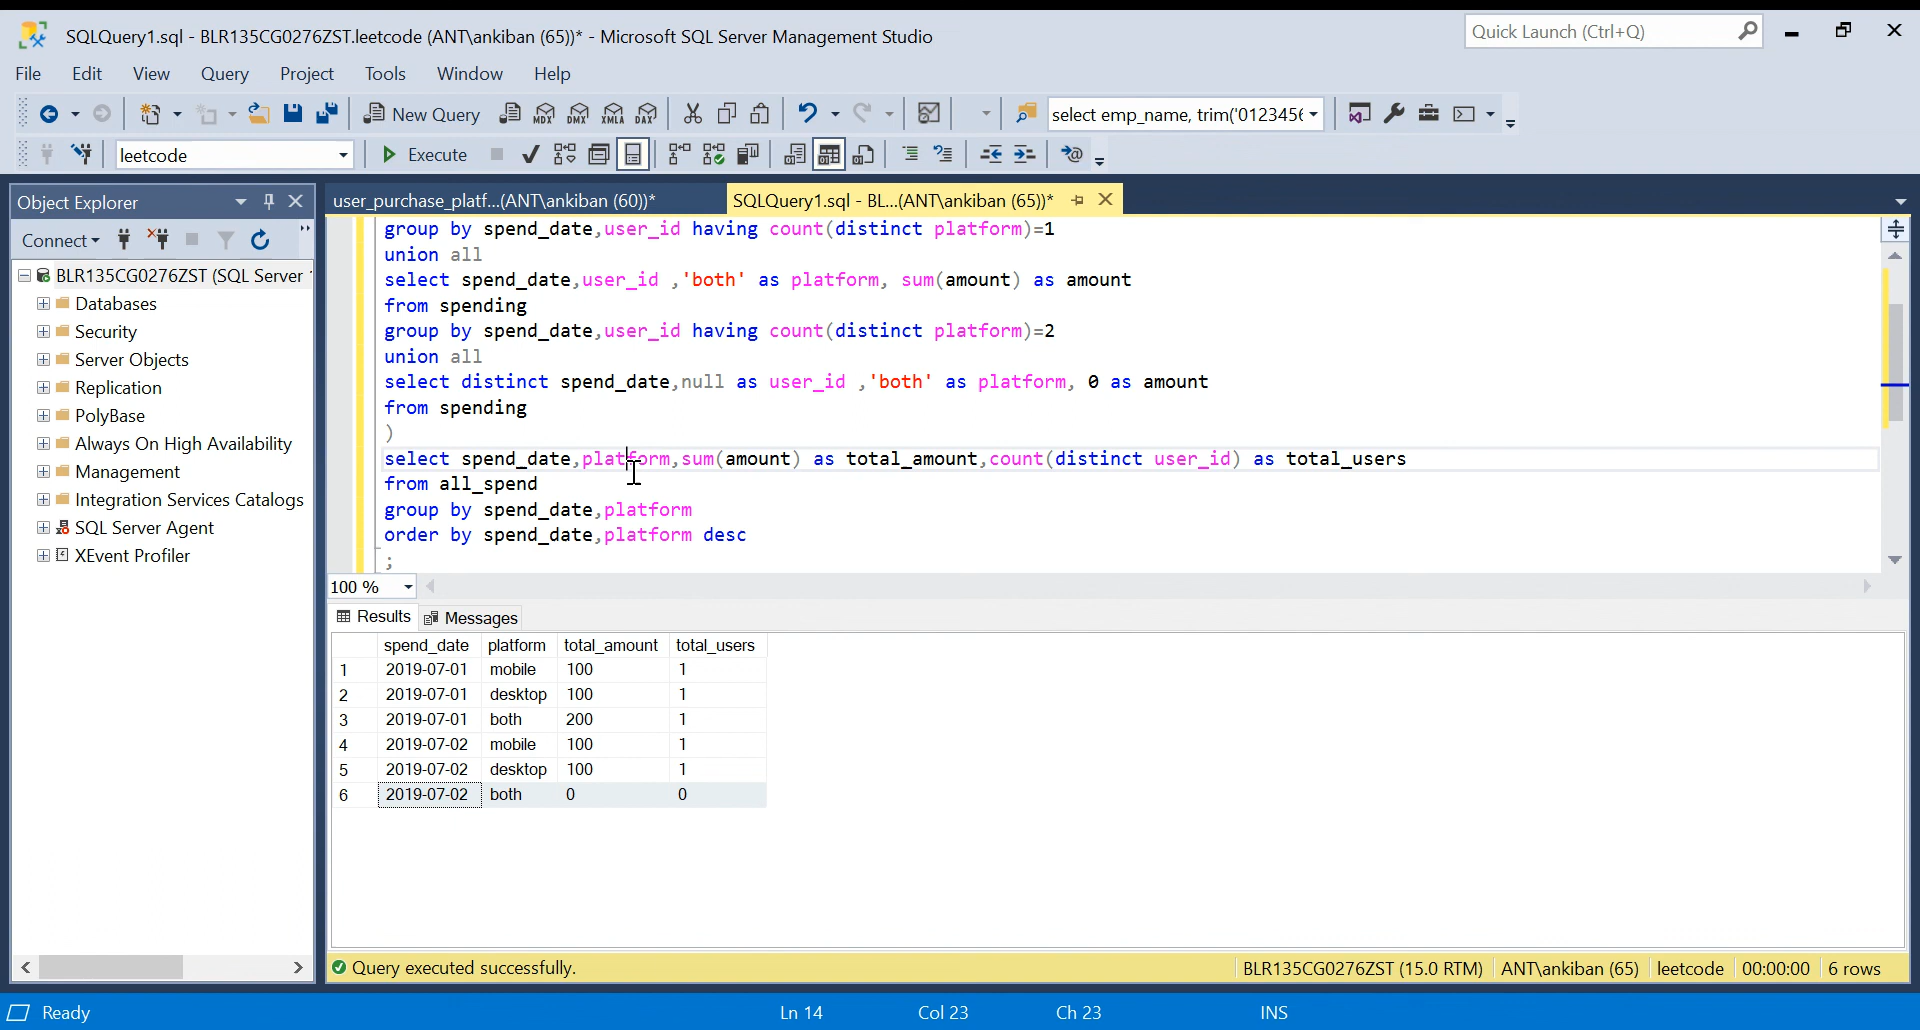 SQLQuery1.sql - BLR135CG0276ZST.leetcode (ANT\ankiban (65))* - Microsoft SQL Server Management Studio
Quick Launch (Ctrl+Q)
File Edit View Query Project Tools Window Help
New Query MDX DMX XMLA DAX select emp_name, trim('0123456
leetcode Execute
Object Explorer
user_purchase_platf...(ANT\ankiban (60))*
SQLQuery1.sql - BL...(ANT\ankiban (65))*
Connect
BLR135CG0276ZST (SQL Server
Databases
Security
Server Objects
Replication
PolyBase
Always On High Availability
Management
Integration Services Catalogs
SQL Server Agent
XEvent Profiler
group by spend_date,user_id having count(distinct platform)=1
union all
select spend_date,user_id ,'both' as platform, sum(amount) as amount
from spending
group by spend_date,user_id having count(distinct platform)=2
union all
select distinct spend_date,null as user_id ,'both' as platform, 0 as amount
from spending
)
select spend_date,platform,sum(amount) as total_amount,count(distinct user_id) as total_users
from all_spend
group by spend_date,platform
order by spend_date,platform desc
;
100 %
Results Messages
spend_date platform total_amount total_users
1 2019-07-01 mobile 100 1
2 2019-07-01 desktop 100 1
3 2019-07-01 both 200 1
4 2019-07-02 mobile 100 1
5 2019-07-02 desktop 100 1
6 2019-07-02 both 0 0
Query executed successfully.
BLR135CG0276ZST (15.0 RTM) ANT\ankiban (65) leetcode 00:00:00 6 rows
Ready Ln 14 Col 23 Ch 23 INS